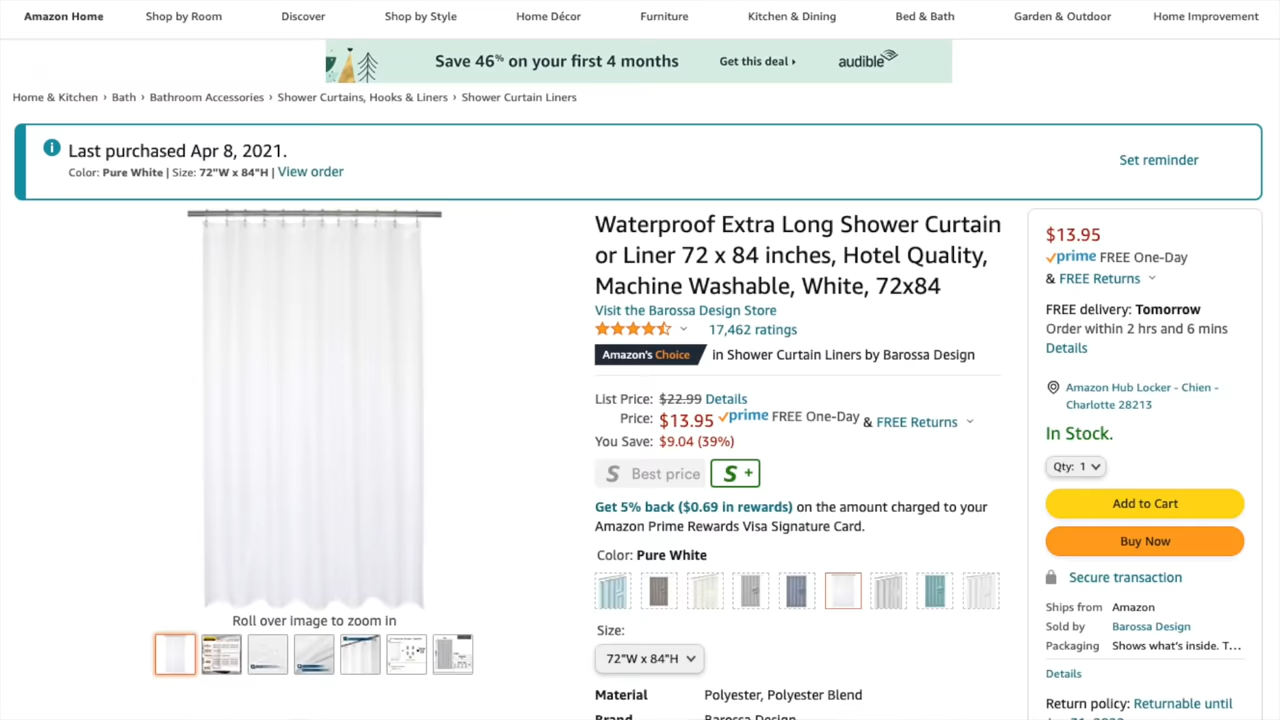 Amazon Home Shop by Room Discover Shop by Style Home Décor Furniture Kitchen & Dining Bed & Bath Garden & Outdoor Home Improvement
Save 46% on your first 4 months Get this deal › audible
Home & Kitchen › Bath › Bathroom Accessories › Shower Curtains, Hooks & Liners › Shower Curtain Liners
Last purchased Apr 8, 2021.
Color: Pure White | Size: 72"W x 84"H | View order
Set reminder
Roll over image to zoom in
Waterproof Extra Long Shower Curtain
or Liner 72 x 84 inches, Hotel Quality,
Machine Washable, White, 72x84
Visit the Barossa Design Store
17,462 ratings
Amazon's Choice in Shower Curtain Liners by Barossa Design
List Price: $22.99 Details
Price: $13.95 prime FREE One-Day & FREE Returns
You Save: $9.04 (39%)
S Best price S +
Get 5% back ($0.69 in rewards) on the amount charged to your
Amazon Prime Rewards Visa Signature Card.
Color: Pure White
Size:
72"W x 84"H
Material Polyester, Polyester Blend
Brand Barossa Design
$13.95
prime FREE One-Day
& FREE Returns
FREE delivery: Tomorrow
Order within 2 hrs and 6 mins
Details
Amazon Hub Locker - Chien -
Charlotte 28213
In Stock.
Qty: 1
Add to Cart
Buy Now
Secure transaction
Ships from Amazon
Sold by Barossa Design
Packaging Shows what's inside. T...
Details
Return policy: Returnable until